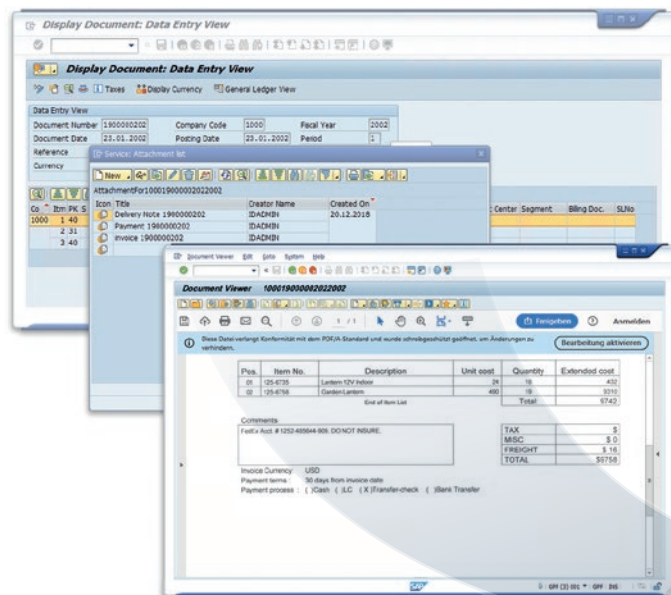 Display Document: Data Entry View
Display Document: Data Entry View
Taxes Display Currency General Ledger View
Data Entry View
Document Number 1900000202 Company Code 1000 Fiscal Year 2002
Document Date 23.01.2002 Posting Date 23.01.2002 Period 1
Reference
Currency
Service: Attachment list
New
AttachmentFor100019000002022002
Icon Title Creator Name Created On
Delivery Note 1900000202 IDADMIN 20.12.2018
Payment 1900000202 IDADMIN
Invoice 1900000202 IDADMIN
Co Itm PK S Center Segment Billing Doc. SLNo
1000 1 40
2 31
3 40
Document Viewer Edit Goto System Help
Document Viewer 100019000002022002
1 / 1 Freigeben Anmelden
Diese Datei verlangt Konformität mit dem PDF/A-Standard und wurde schreibgeschützt geöffnet, um Änderungen zu
verhindern.
Bearbeitung aktivieren
Pos. Item No. Description Unit cost Quantity Extended cost
01 125-6735 Lantern 12V Indoor 24 18 432
02 125-6756 Garden Lantern 18
End of Item List Total 9742
Comments
FedEx Acct. # DO NOT INSURE.
TAX $
MISC $ 0
FREIGHT $ 16
TOTAL $9758
Invoice Currency USD
Payment terms : 30 days from invoice date
Payment process : ( )Cash ( )LC ( X )Transfer-check ( )Bank Transfer
SAP